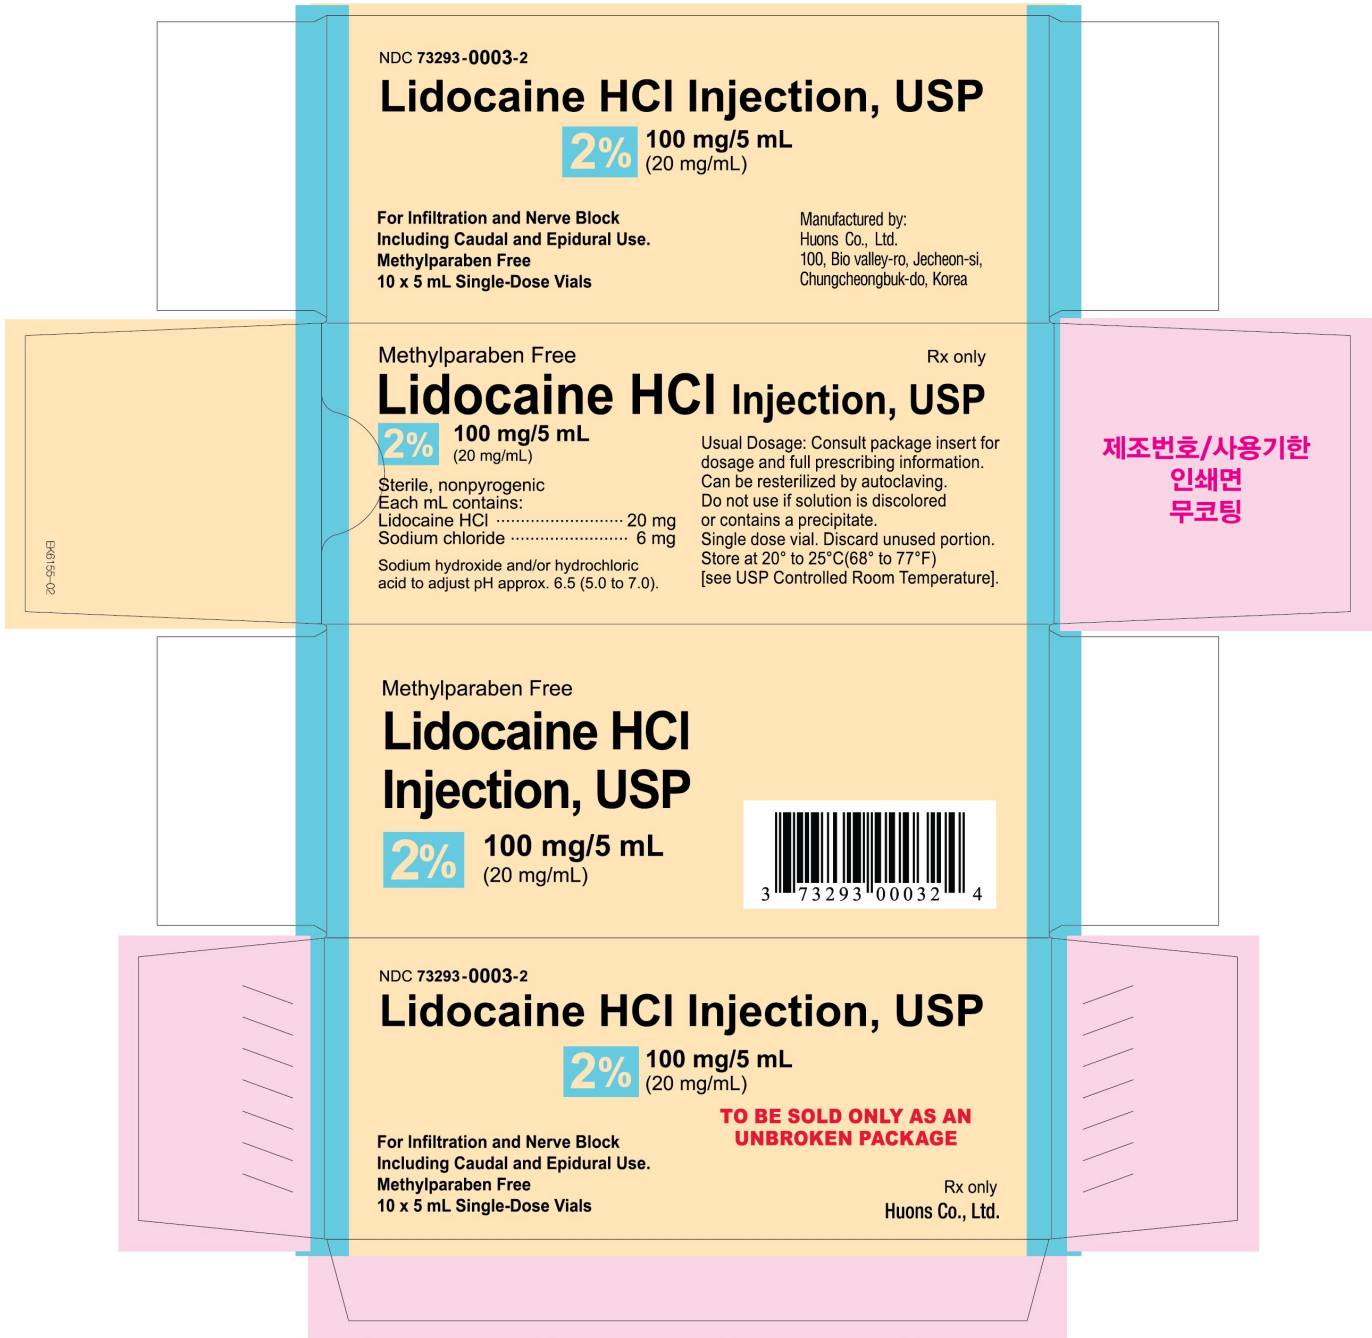 NDC 73293-0003-2
Lidocaine HCl Injection, USP
2% 100 mg/5 mL
(20 mg/mL)
For Infiltration and Nerve Block
Including Caudal and Epidural Use.
Methylparaben Free
10 x 5 mL Single-Dose Vials
Manufactured by:
Huons Co., Ltd.
100, Bio valley-ro, Jecheon-si,
Chungcheongbuk-do, Korea
Methylparaben Free
Rx only
Lidocaine HCl Injection, USP
2% 100 mg/5 mL
(20 mg/mL)
Sterile, nonpyrogenic
Each mL contains:
Lidocaine HCl ·························· 20 mg
Sodium chloride ························ 6 mg
Sodium hydroxide and/or hydrochloric
acid to adjust pH approx. 6.5 (5.0 to 7.0).
Usual Dosage: Consult package insert for
dosage and full prescribing information.
Can be resterilized by autoclaving.
Do not use if solution is discolored
or contains a precipitate.
Single dose vial. Discard unused portion.
Store at 20° to 25°C(68° to 77°F)
[see USP Controlled Room Temperature].
EK6155-02
제조번호/사용기한
인쇄면
무코팅
Methylparaben Free
Lidocaine HCl
Injection, USP
2% 100 mg/5 mL
(20 mg/mL)
3 73293 00032 4
NDC 73293-0003-2
Lidocaine HCl Injection, USP
2% 100 mg/5 mL
(20 mg/mL)
TO BE SOLD ONLY AS AN
UNBROKEN PACKAGE
For Infiltration and Nerve Block
Including Caudal and Epidural Use.
Methylparaben Free
10 x 5 mL Single-Dose Vials
Rx only
Huons Co., Ltd.